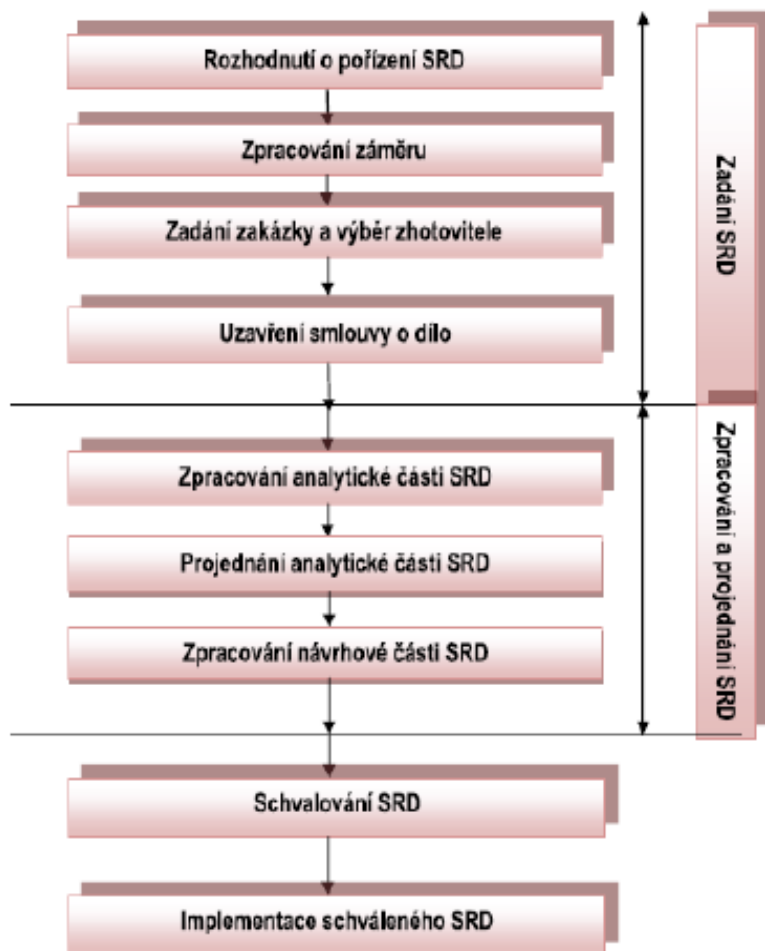 Rozhodnutí o pořízení SRD
Zpracování záměru
Zadání zakázky a výběr zhotovitele
Uzavření smlouvy o dílo
Zadání SRD
Zpracování analytické části SRD
Projednání analytické části SRD
Zpracování návrhové části SRD
Zpracování a projednání SRD
Schvalování SRD
Implementace schváleného SRD